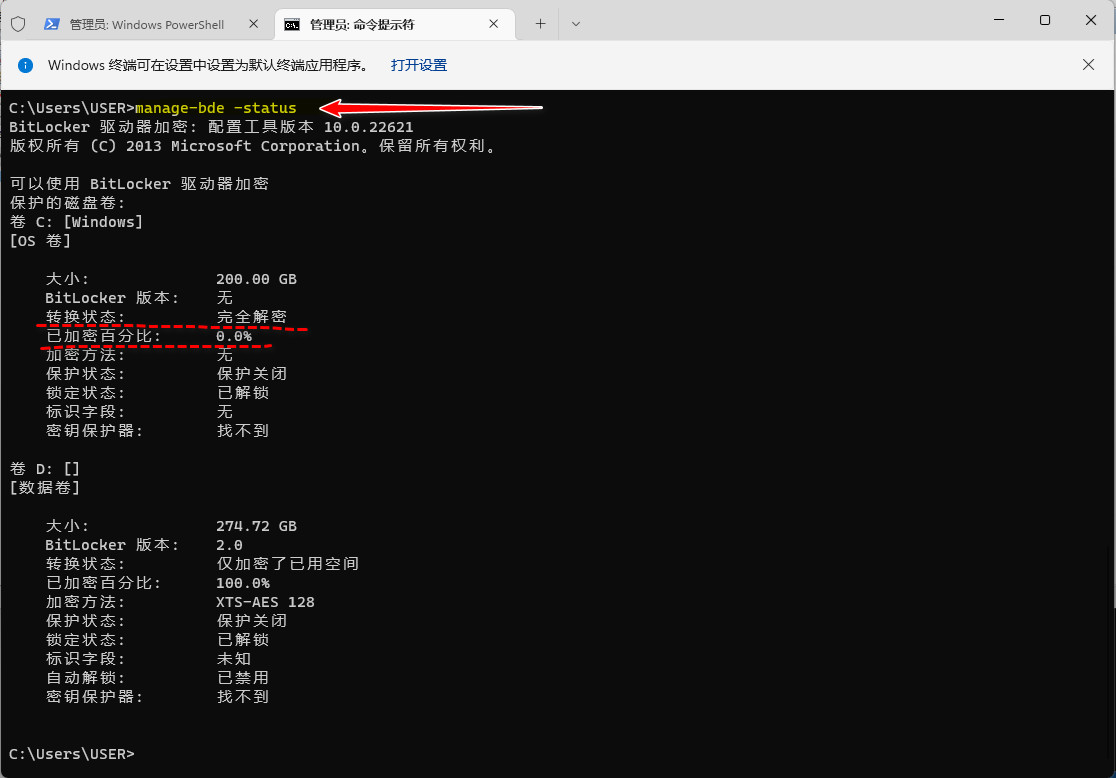 管理员: Windows PowerShell
管理员: 命令提示符
Windows 终端可在设置中设置为默认终端应用程序。 打开设置
C:\Users\USER>manage-bde -status
BitLocker 驱动器加密: 配置工具版本 10.0.22621
版权所有 (C) 2013 Microsoft Corporation。保留所有权利。
可以使用 BitLocker 驱动器加密
保护的磁盘卷:
卷 C: [Windows]
[OS 卷]
大小: 200.00 GB
BitLocker 版本: 无
转换状态: 完全解密
已加密百分比: 0.0%
加密方法: 无
保护状态: 保护关闭
锁定状态: 已解锁
标识字段: 无
密钥保护器: 找不到
卷 D: []
[数据卷]
大小: 274.72 GB
BitLocker 版本: 2.0
转换状态: 仅加密了已用空间
已加密百分比: 100.0%
加密方法: XTS-AES 128
保护状态: 保护关闭
锁定状态: 已解锁
标识字段: 未知
自动解锁: 已禁用
密钥保护器: 找不到
C:\Users\USER>